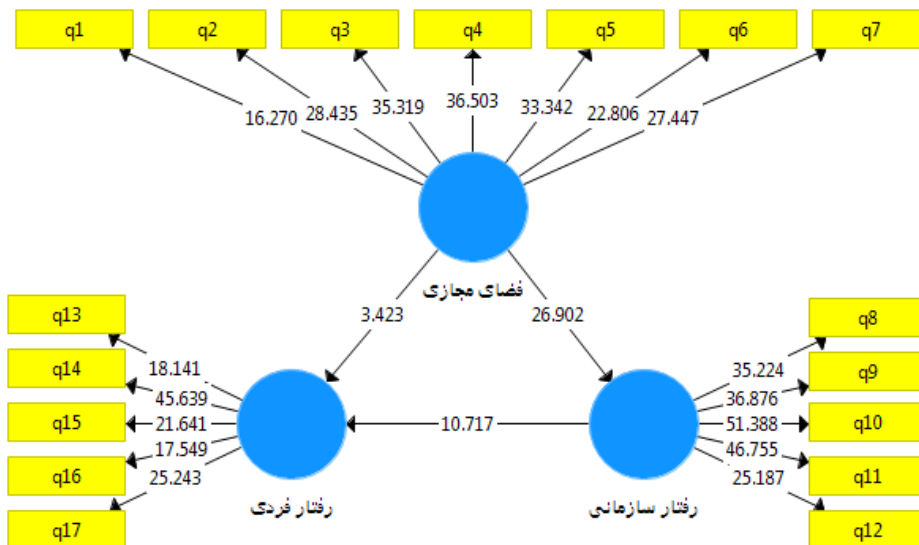 q1 q2 q3 q4 q5 q6 q7
16.270 28.435 35.319 36.503 33.342 22.806 27.447
فضای مجازی
3.423 26.902
q13
q14
q15
q16
q17
18.141
45.639
21.641
17.549
25.243
رفتار فردی
10.717
q8
q9
q10
q11
q12
35.224
36.876
51.388
46.755
25.187
رفتار سازمانی